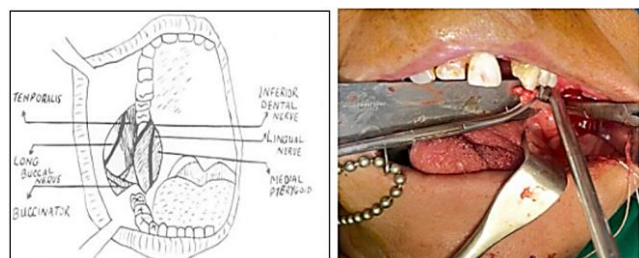 TEMPORALIS
LONG
BUCCAL
NERVE
BUCCINATOR
INFERIOR
DENTAL
NERVE
LINGUAL
NERVE
MEDIAL
PTERYGOID